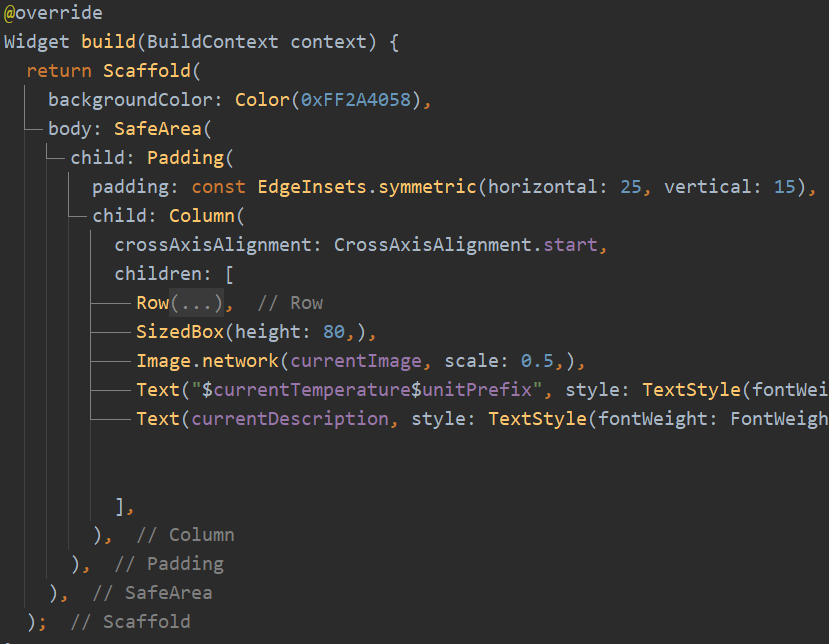 @override
Widget build(BuildContext context) {
return Scaffold(
backgroundColor: Color(0xFF2A4058),
body: SafeArea(
child: Padding(
padding: const EdgeInsets.symmetric(horizontal: 25, vertical: 15),
child: Column(
crossAxisAlignment: CrossAxisAlignment.start,
children: [
Row(...), // Row
SizedBox(height: 80,),
Image.network(currentImage, scale: 0.5,),
Text("$currentTemperature$unitPrefix", style: TextStyle(fontWei
Text(currentDescription, style: TextStyle(fontWeight: FontWeigh
],
), // Column
), // Padding
), // SafeArea
); // Scaffold